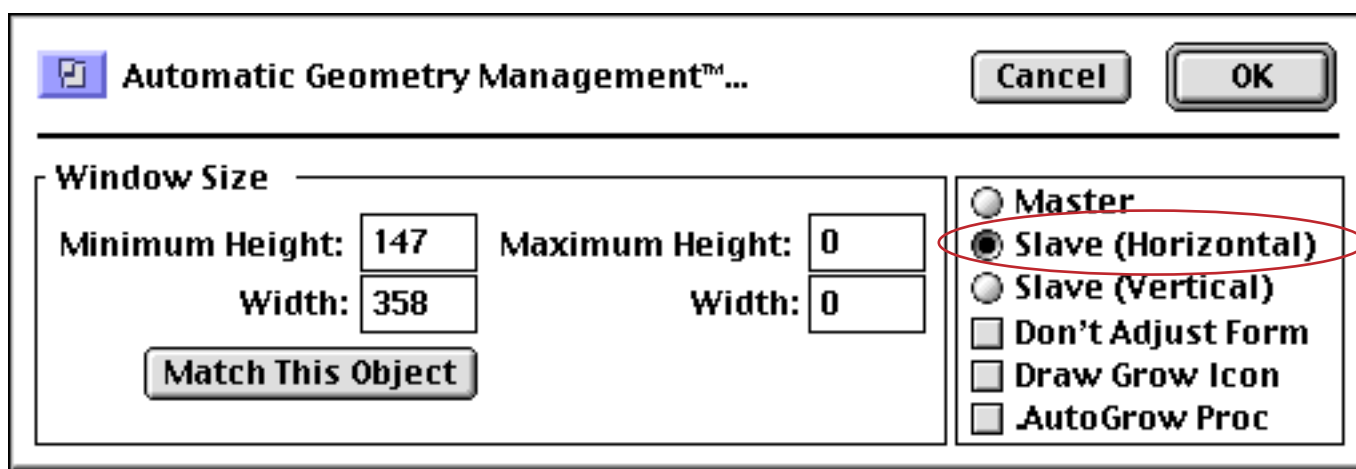 Automatic Geometry Management™...
Cancel
OK
Window Size
Minimum Height: 147
Maximum Height: 0
Width: 358
Width: 0
Match This Object
Master
Slave (Horizontal)
Slave (Vertical)
Don't Adjust Form
Draw Grow Icon
.AutoGrow Proc